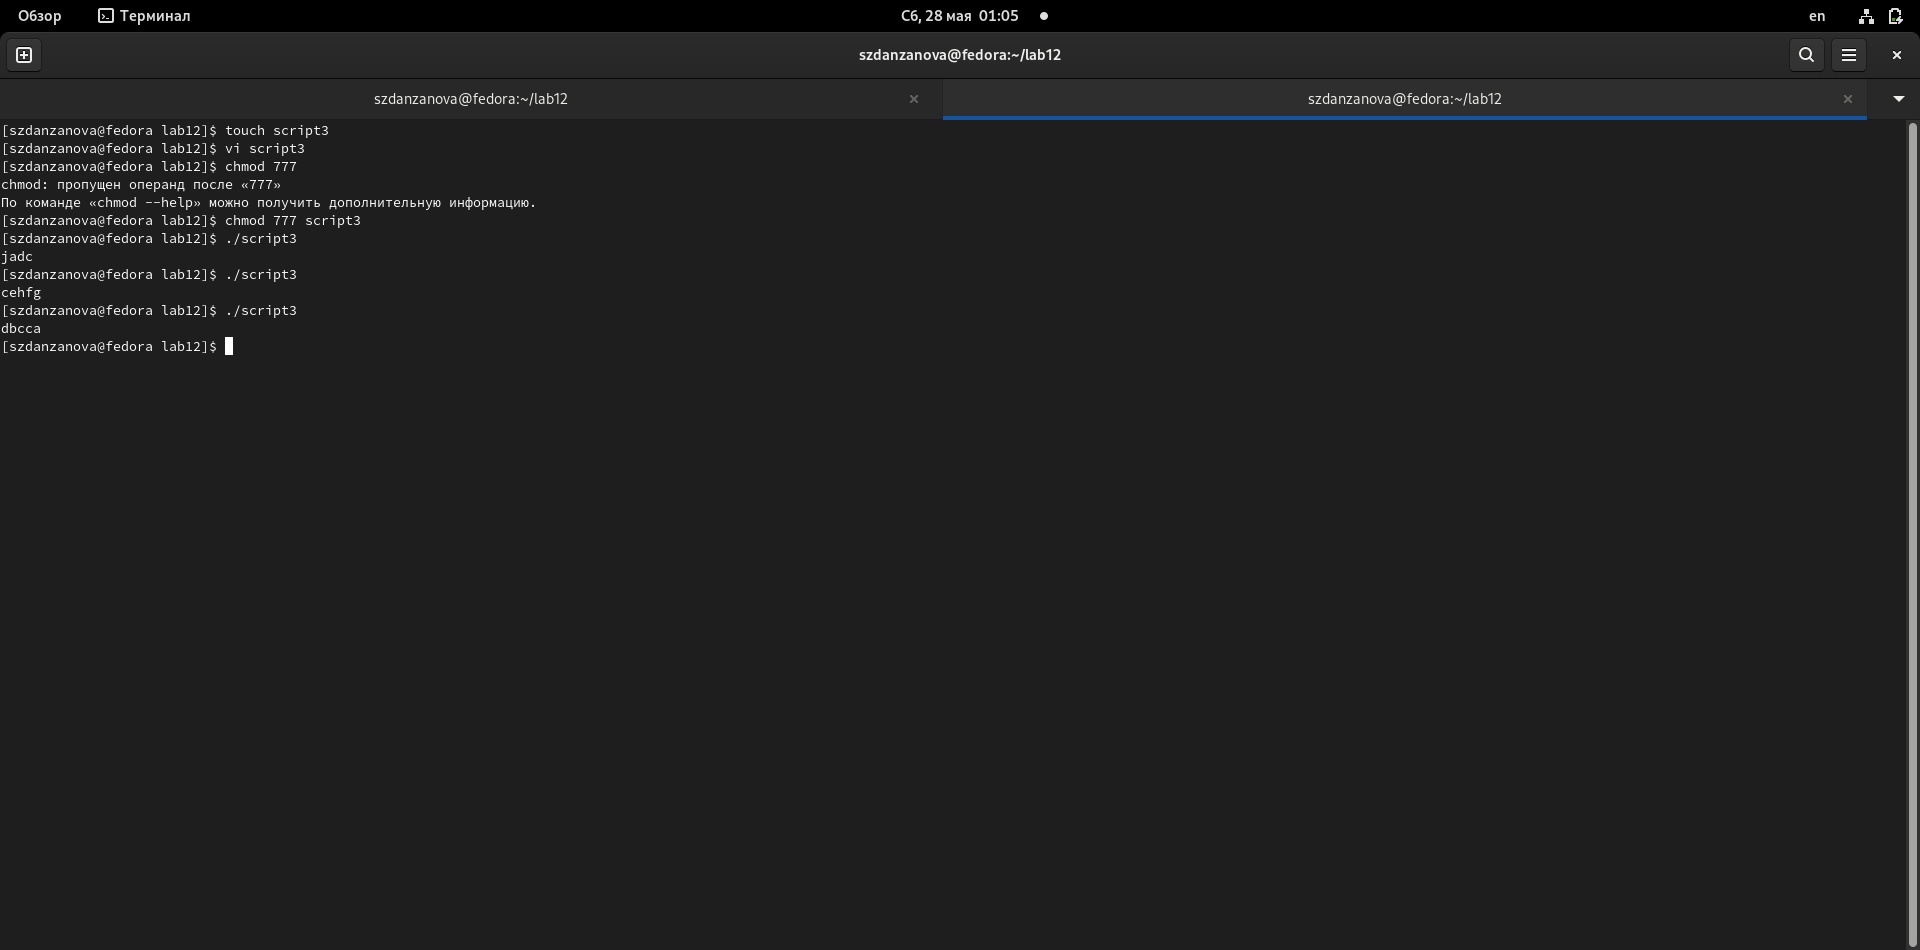 Обзор Терминал Сб, 28 мая 01:05 en
szdanzanova@fedora:~/lab12
szdanzanova@fedora:~/lab12 szdanzanova@fedora:~/lab12
[szdanzanova@fedora lab12]$ touch script3
[szdanzanova@fedora lab12]$ vi script3
[szdanzanova@fedora lab12]$ chmod 777
chmod: пропущен операнд после «777»
По команде «chmod --help» можно получить дополнительную информацию.
[szdanzanova@fedora lab12]$ chmod 777 script3
[szdanzanova@fedora lab12]$ ./script3
jadc
[szdanzanova@fedora lab12]$ ./script3
cehfg
[szdanzanova@fedora lab12]$ ./script3
dbcca
[szdanzanova@fedora lab12]$